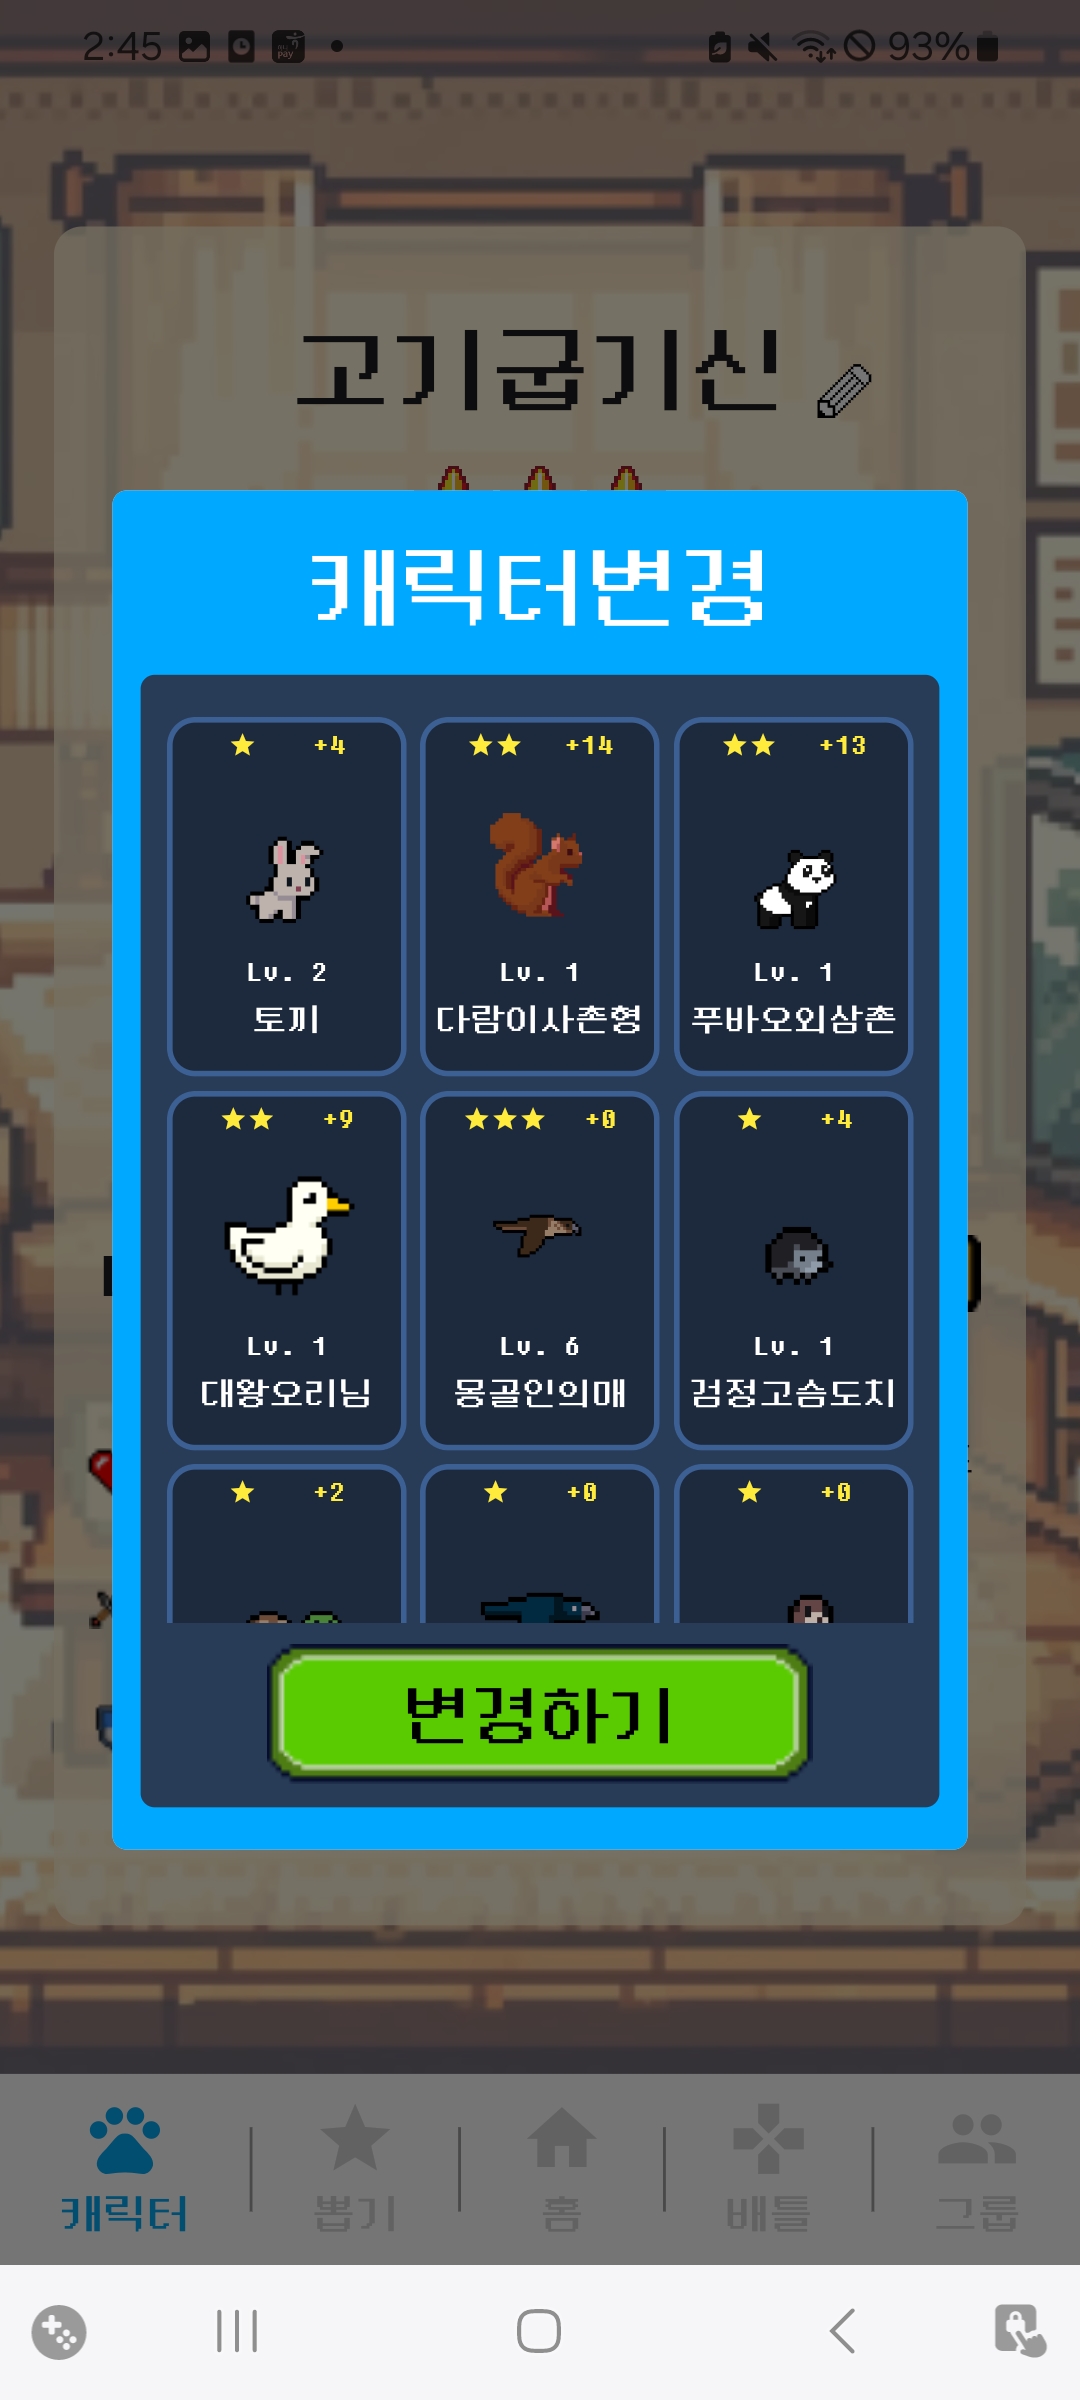 2:45
pay
93%
고기굽기신
캐릭터변경
+4
+14
+13
Lv. 2
Lv. 1
Lv. 1
토끼
다람이사촌형
푸바오외삼촌
+9
+0
+4
Lv. 1
Lv. 6
Lv. 1
대왕오리님
몽골인의매
검정고슴도치
+2
+0
+0
변경하기
캐릭터
뽑기
홈
배틀
그룹